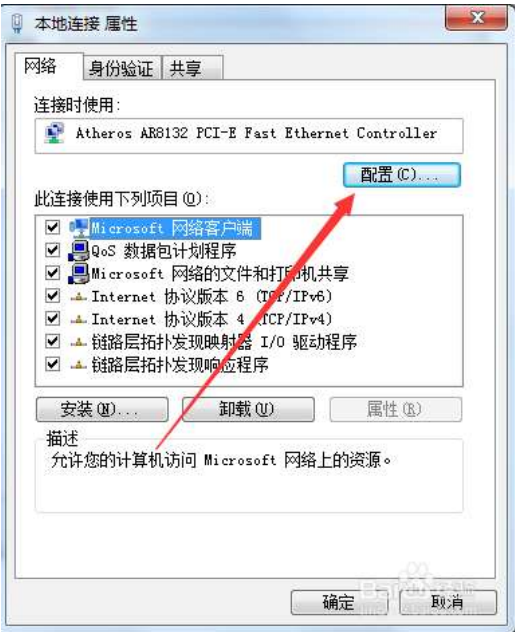 本地连接 属性
网络 身份验证 共享
连接时使用:
Atheros AR8132 PCI-E Fast Ethernet Controller
配置(C)...
此连接使用下列项目(O):
Microsoft 网络客户端
QoS 数据包计划程序
Microsoft 网络的文件和打印机共享
Internet 协议版本 6 (TCP/IPv6)
Internet 协议版本 4 (TCP/IPv4)
链路层拓扑发现映射器 I/O 驱动程序
链路层拓扑发现响应程序
安装(N)... 卸载(U) 属性(R)
描述
允许您的计算机访问 Microsoft 网络上的资源。
确定 取消